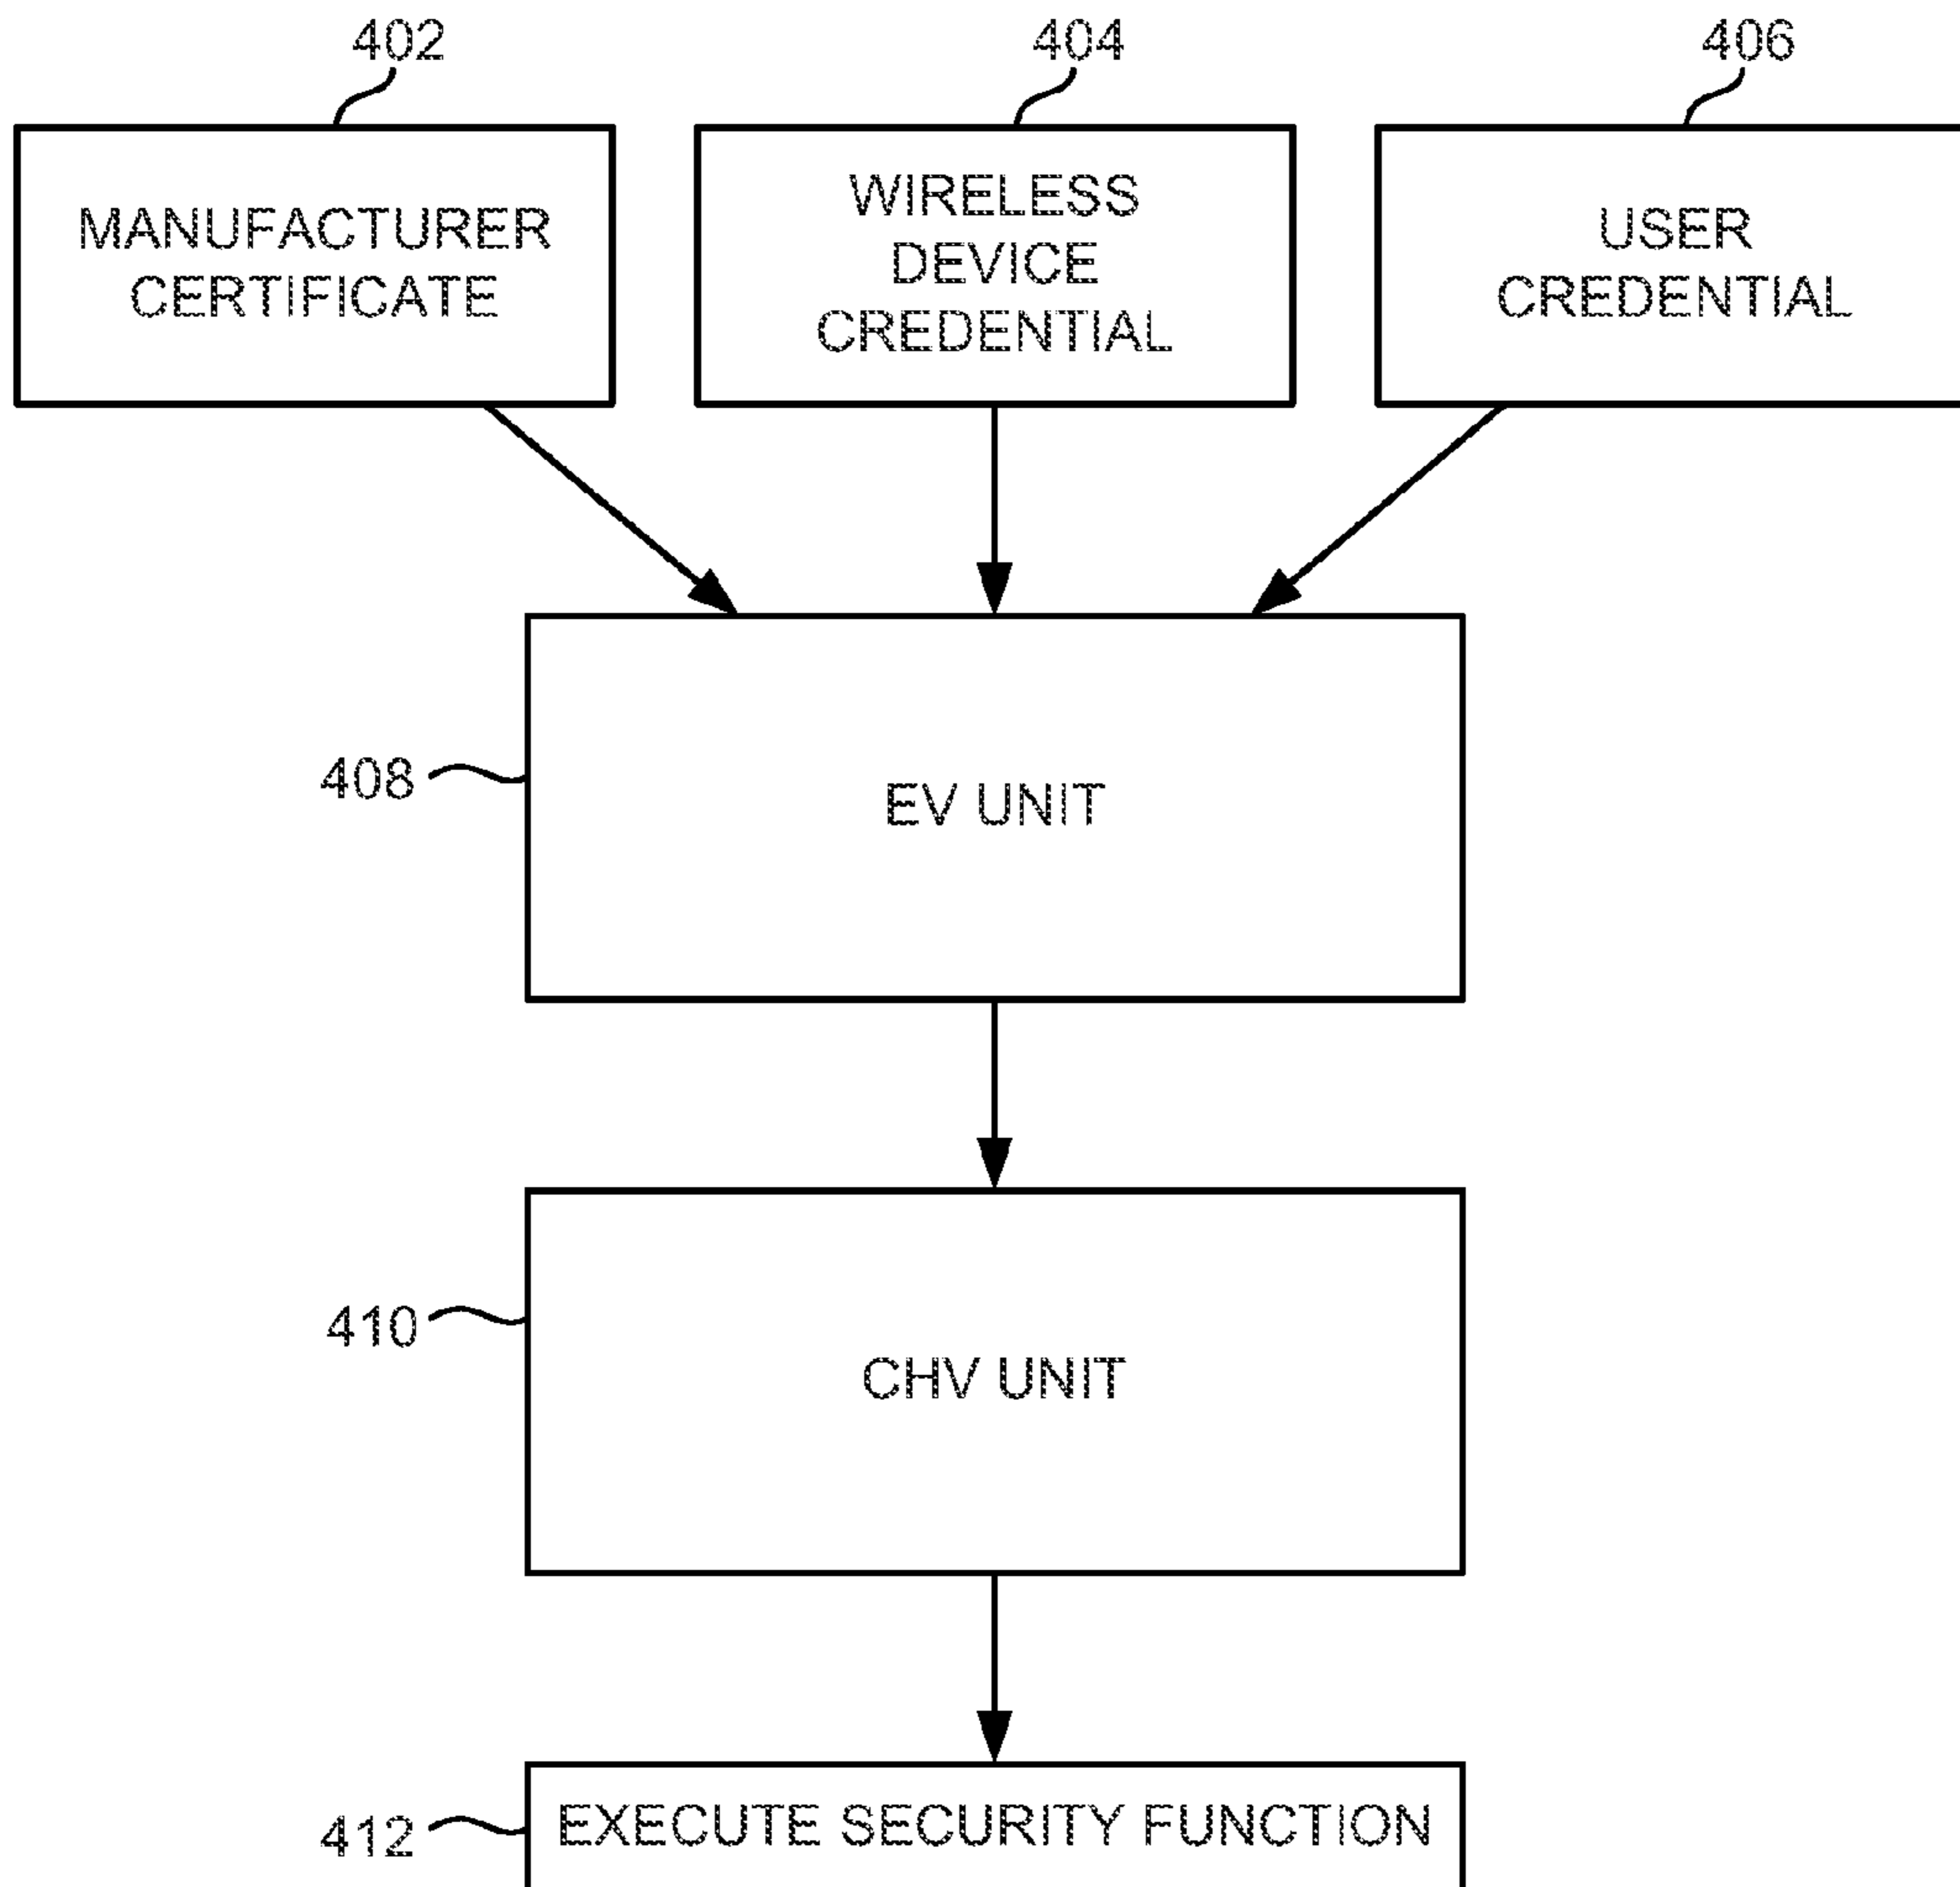 402
404
406
MANUFACTURER
CERTIFICATE
WIRELESS
DEVICE
CREDENTIAL
USER
CREDENTIAL
408
EV UNIT
410
CHV UNIT
412
EXECUTE SECURITY FUNCTION